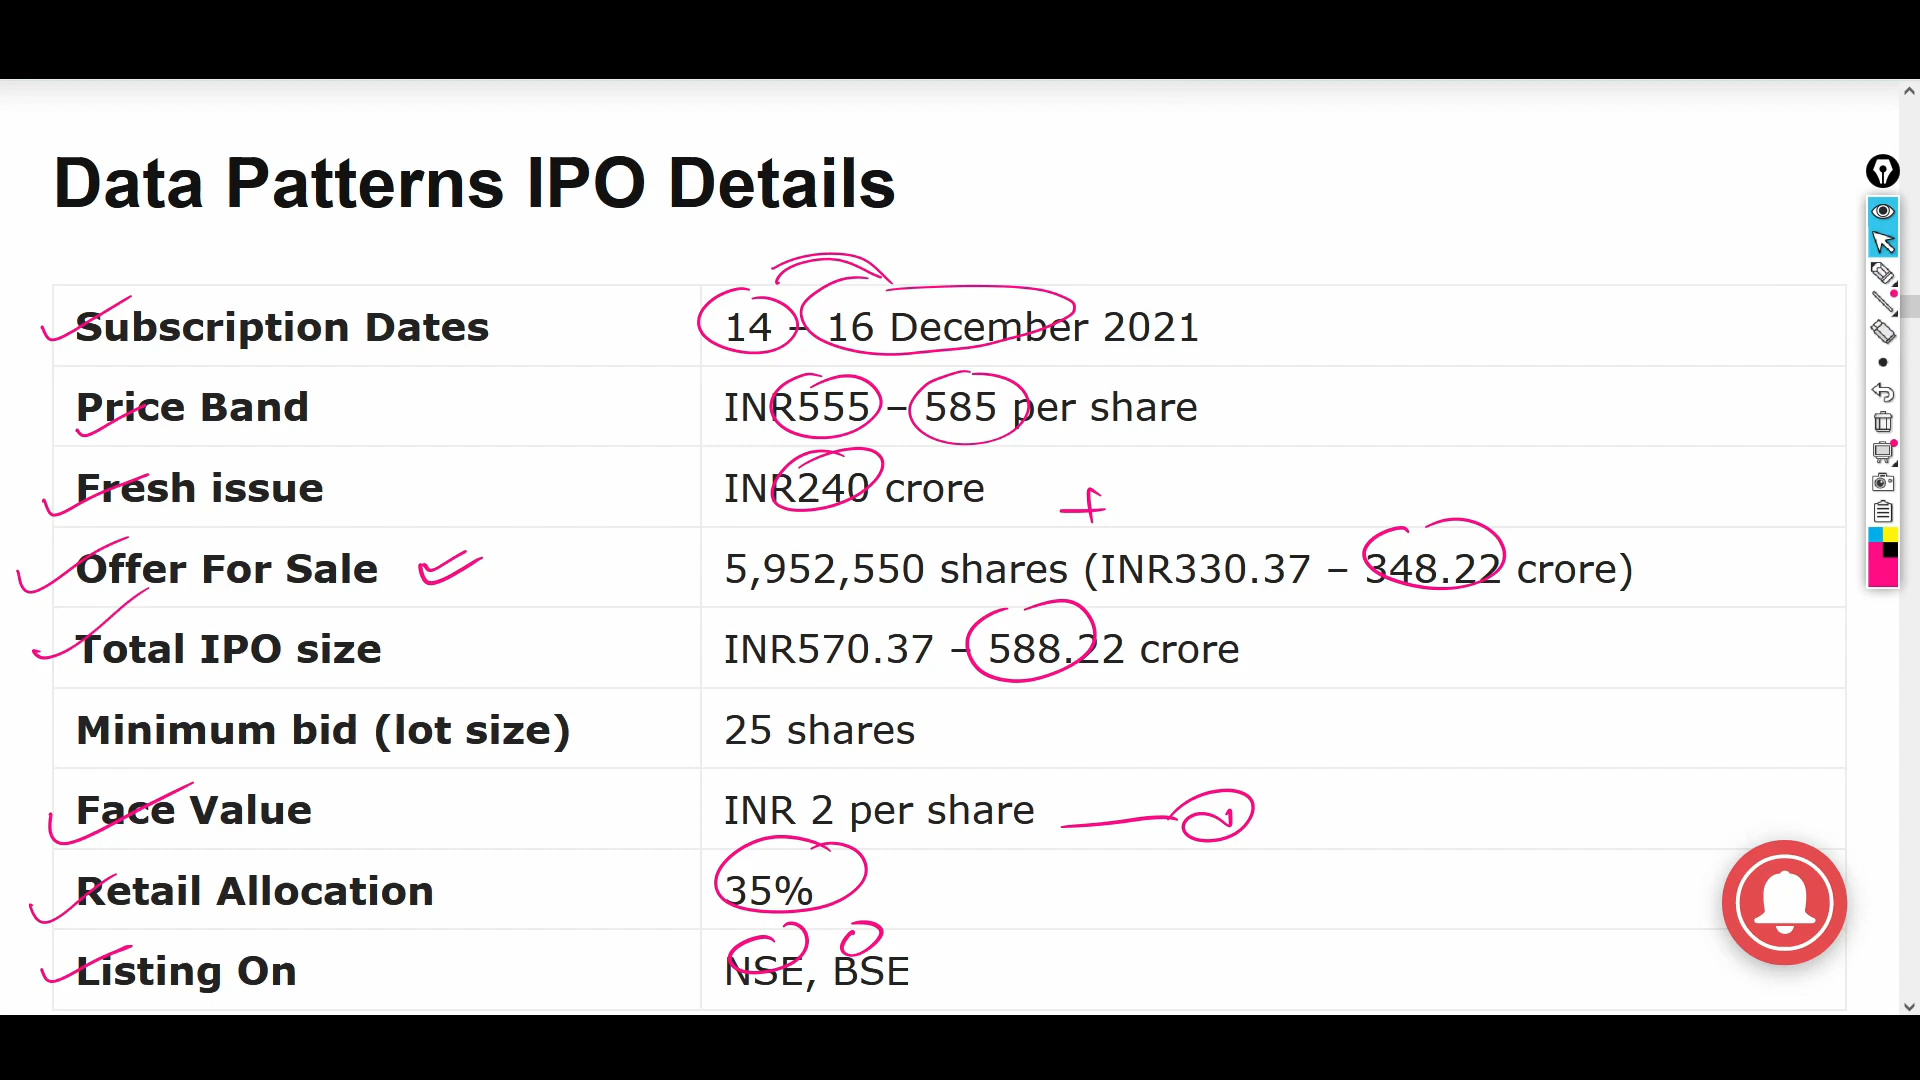 Data Patterns IPO Details
Subscription Dates 14 – 16 December 2021
Price Band INR555 – 585 per share
Fresh issue INR240 crore
+
Offer For Sale 5,952,550 shares (INR330.37 – 348.22 crore)
Total IPO size INR570.37 – 588.22 crore
Minimum bid (lot size) 25 shares
Face Value INR 2 per share
Retail Allocation 35%
Listing On NSE, BSE